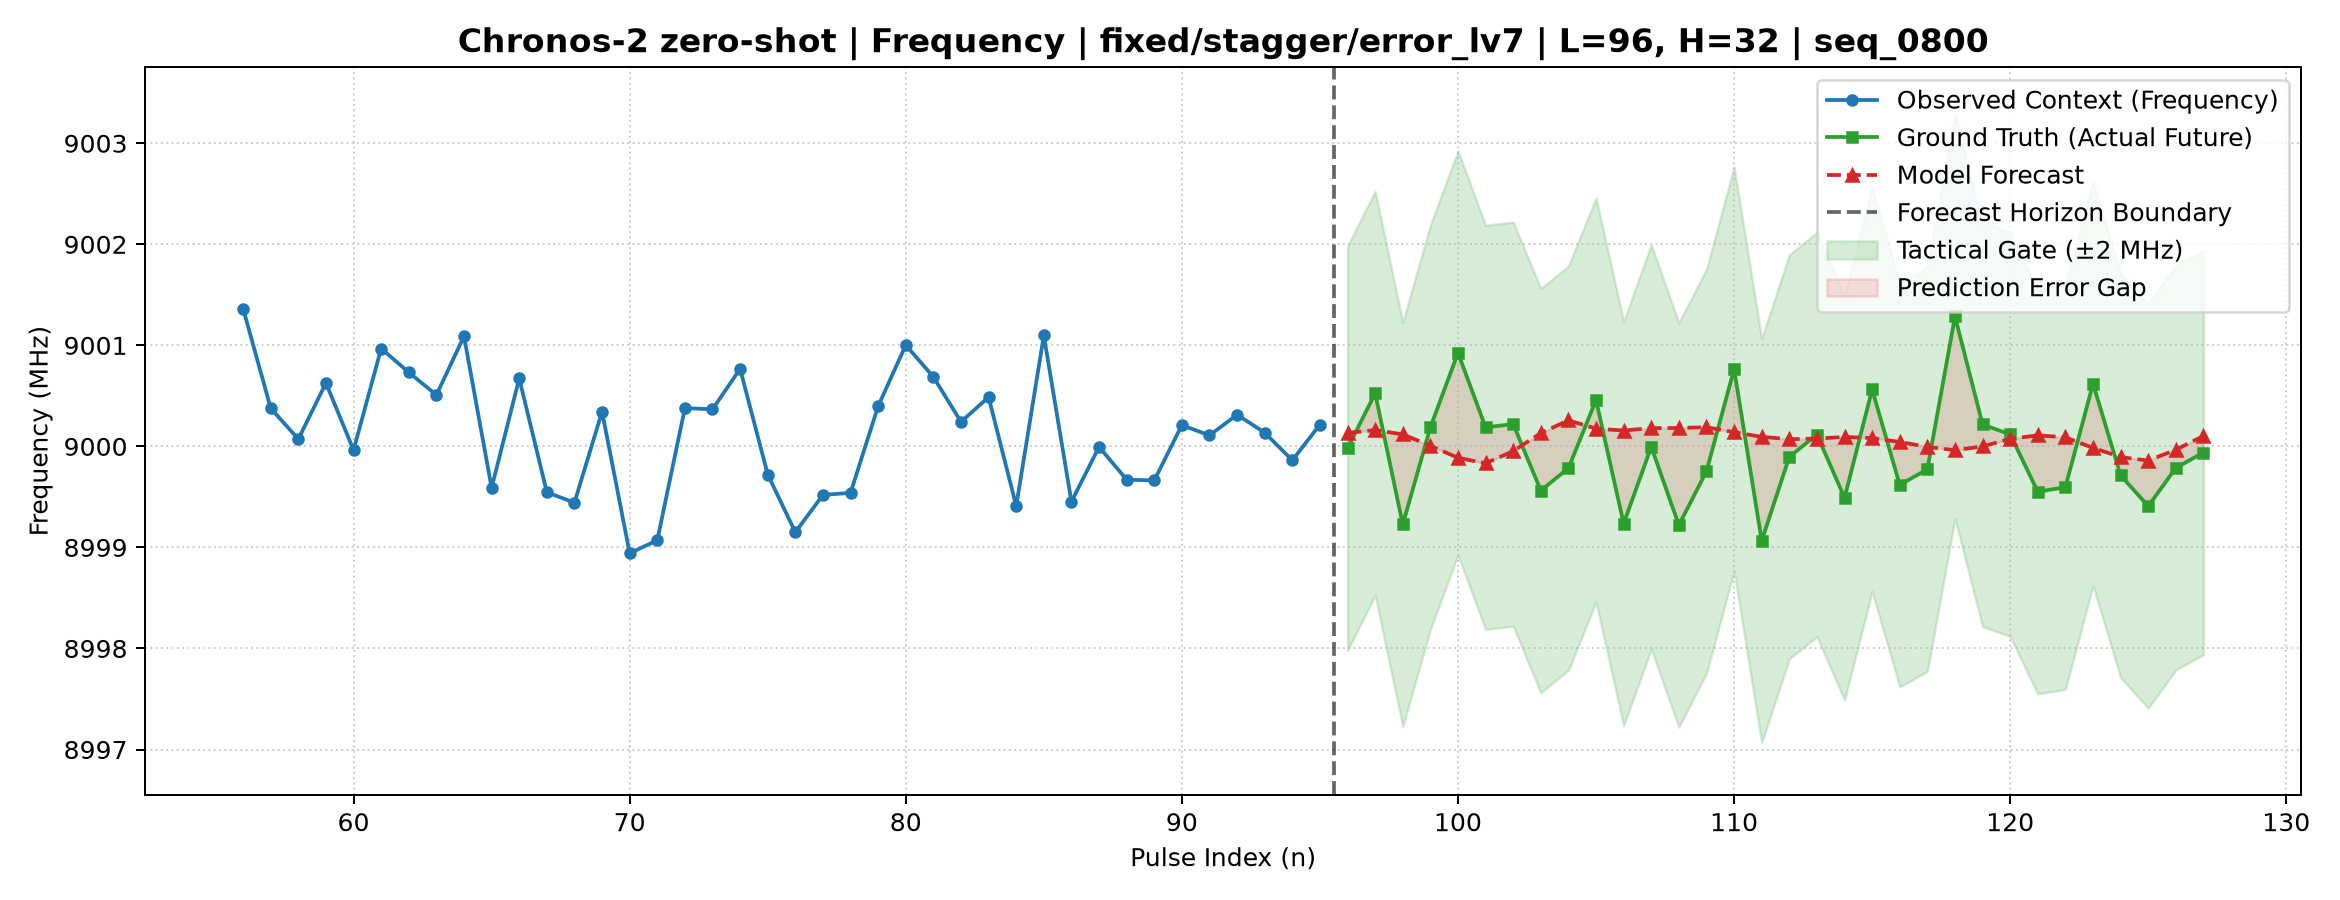 Chronos-2 zero-shot | Frequency | fixed/stagger/error_lv7 | L=96, H=32 | seq_0800
Observed Context (Frequency)
Ground Truth (Actual Future)
Model Forecast
Forecast Horizon Boundary
Tactical Gate (±2 MHz)
Prediction Error Gap
Frequency (MHz)
9003
9002
9001
9000
8999
8998
8997
60
70
80
90
100
110
120
130
Pulse Index (n)